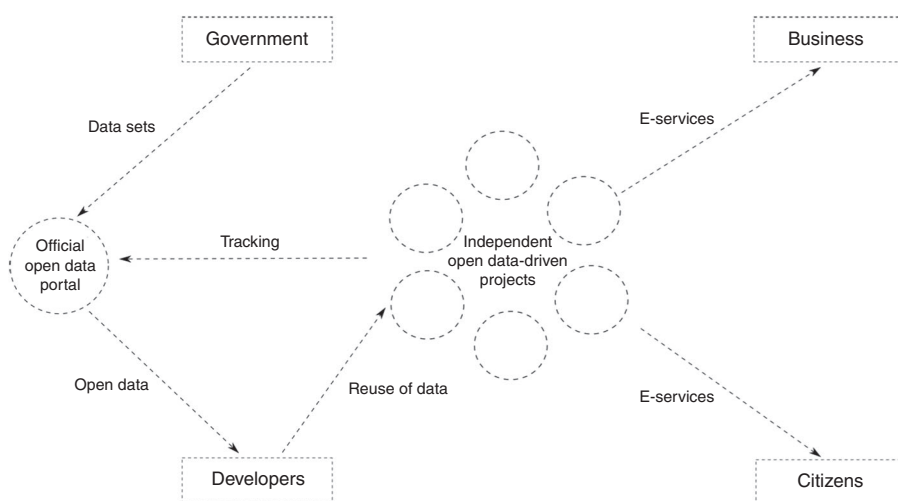 Government
Business
Data sets
E-services
Tracking
Official
open data
portal
Independent
open data-driven
projects
Open data
Reuse of data
E-services
Developers
Citizens